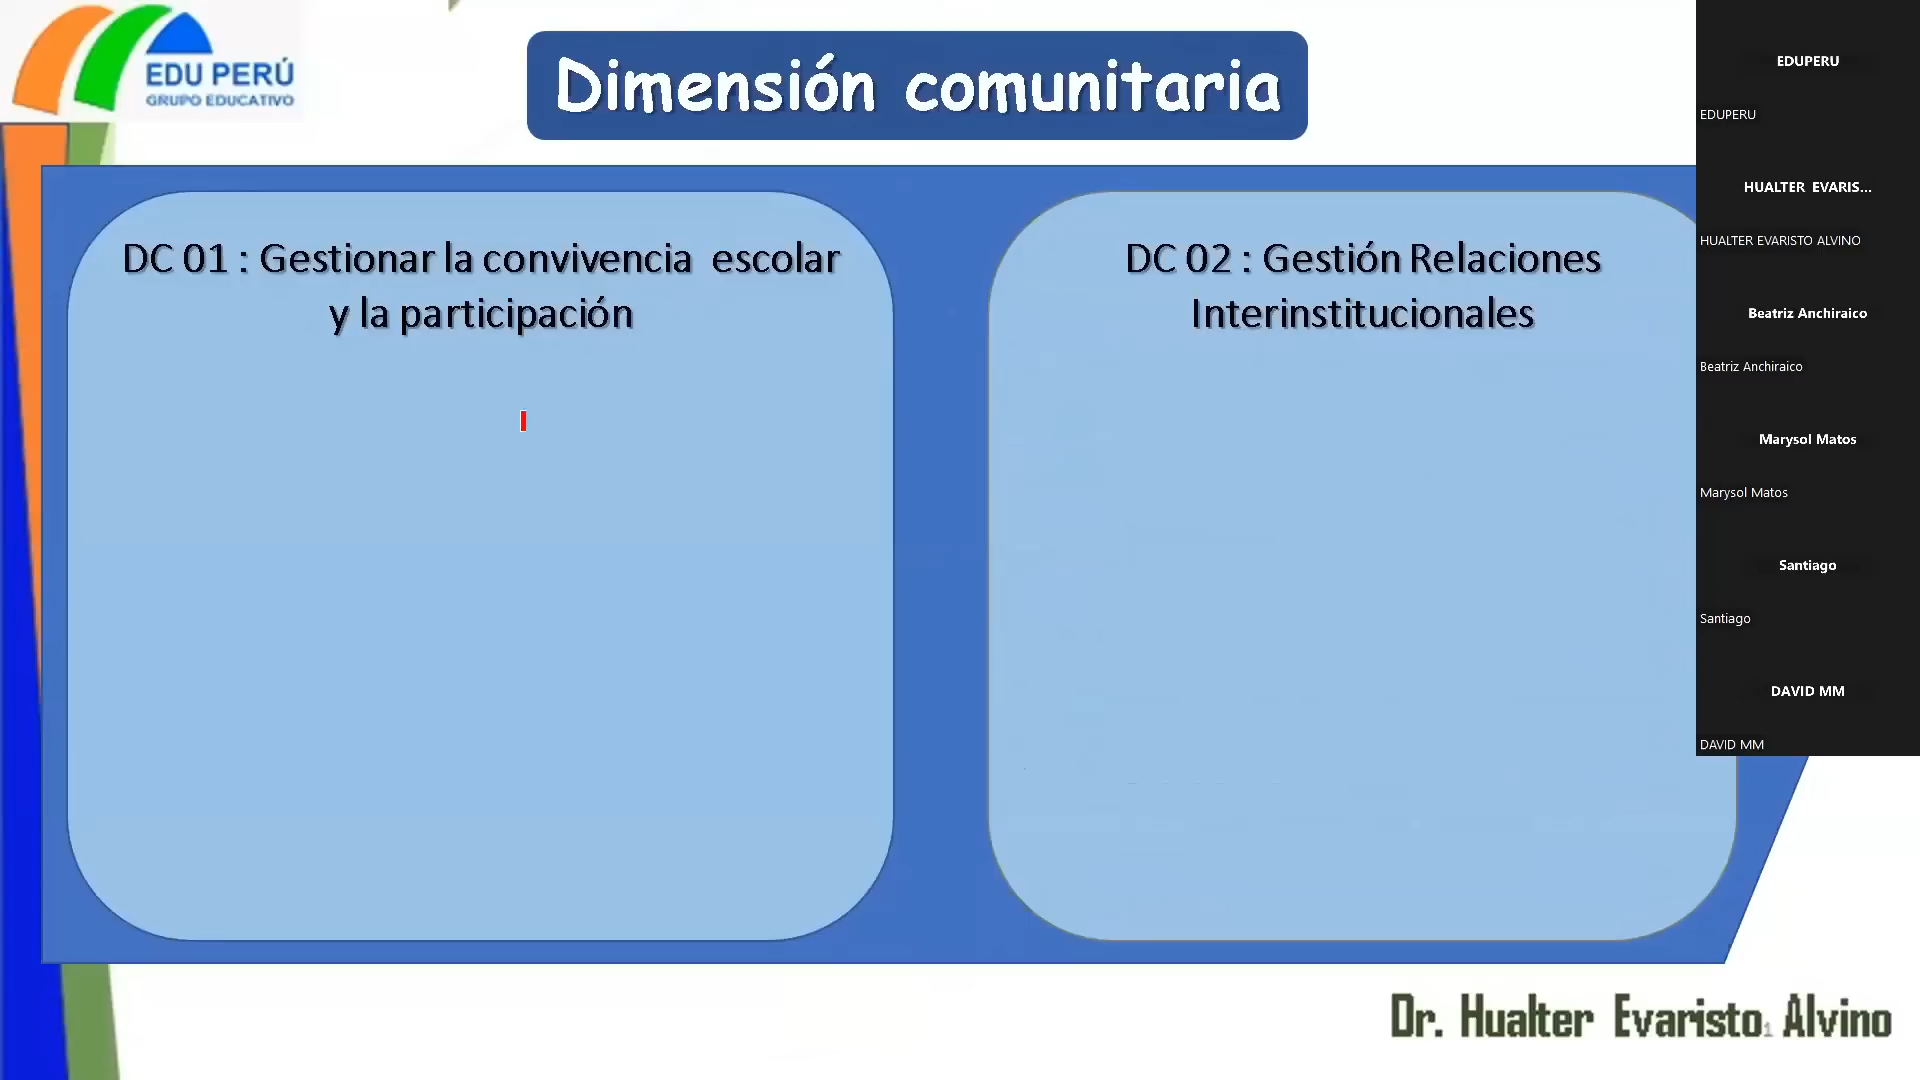 EDU PERÚ
GRUPO EDUCATIVO
Dimensión comunitaria
DC 01 : Gestionar la convivencia escolar
y la participación
DC 02 : Gestión Relaciones
Interinstitucionales
EDUPERU
EDUPERU
HUALTER EVARIS...
HUALTER EVARISTO ALVINO
Beatriz Anchiraico
Beatriz Anchiraico
Marysol Matos
Marysol Matos
Santiago
Santiago
DAVID MM
DAVID MM
Dr. Hualter Evaristo Alvino
1